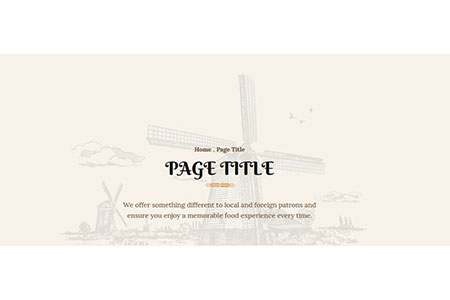 Home . Page Title
PAGE TITLE
We offer something different to local and foreign patrons and
ensure you enjoy a memorable food experience every time.